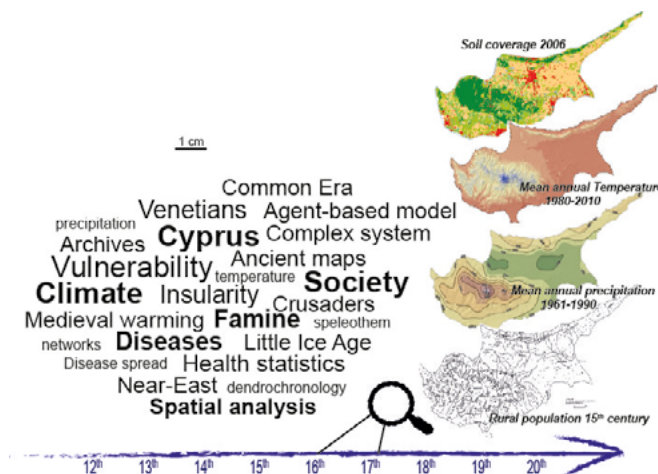 Soil coverage 2006
1 cm
Mean annual Temperature
1980-2010
Common Era
Venetians Agent-based model
precipitation
Archives Cyprus Complex system
Vulnerability Ancient maps
temperature
Climate Insularity Society
Crusaders
Mean annual precipitation
1961-1990
Medieval warming Famine speleothem
networks Diseases Little Ice Age
Disease spread Health statistics
Near-East dendrochronology
Spatial analysis
Rural population 15th century
12th 13th 14th 15th 16th 17th 18th 19th 20th